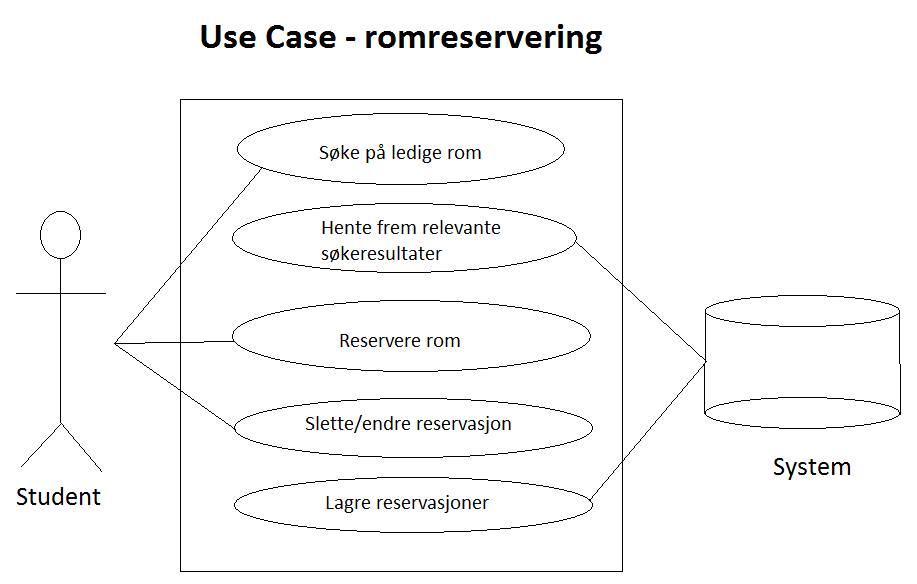 Use Case - romreservering
Søke på ledige rom
Hente frem relevante
søkeresultater
Reservere rom
Slette/endre reservasjon
Lagre reservasjoner
Student
System